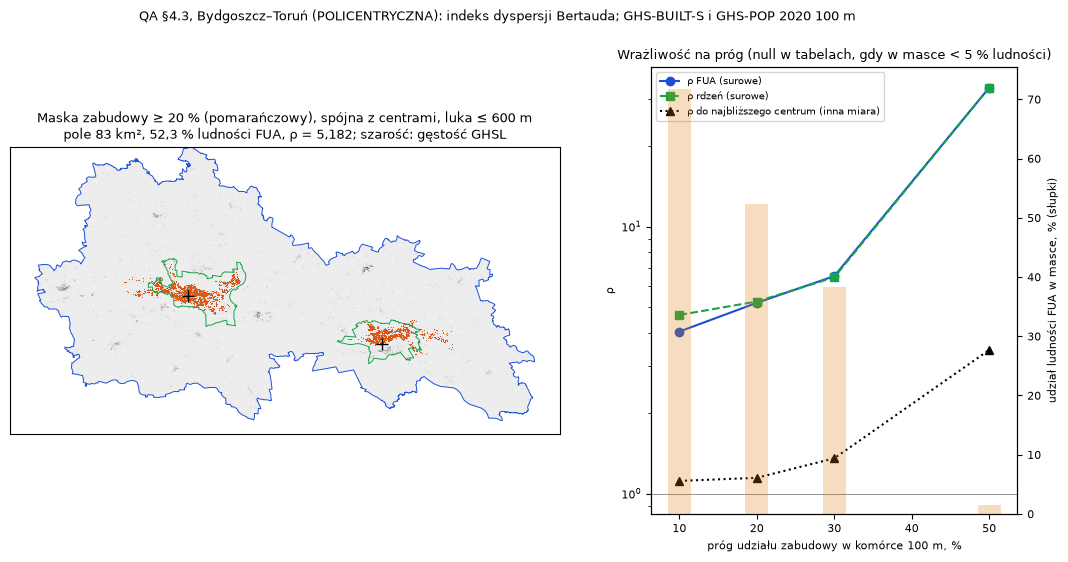 QA §4.3, Bydgoszcz–Toruń (POLICENTRYCZNA): indeks dyspersji Bertauda; GHS-BUILT-S i GHS-POP 2020 100 m
Maska zabudowy ≥ 20 % (pomarańczowy), spójna z centrami, luka ≤ 600 m
pole 83 km², 52,3 % ludności FUA, ρ = 5,182; szarość: gęstość GHSL
Wrażliwość na próg (null w tabelach, gdy w masce < 5 % ludności)
ρ FUA (surowe)
ρ rdzeń (surowe)
ρ do najbliższego centrum (inna miara)
ρ
10¹
10⁰
10
20
30
40
50
próg udziału zabudowy w komórce 100 m, %
70
60
50
40
30
20
10
0
udział ludności FUA w masce, % (słupki)